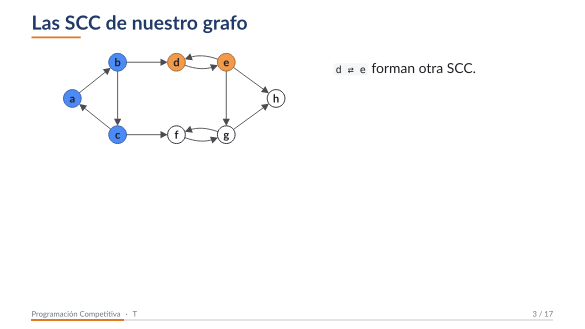 Las SCC de nuestro grafo
b
d
e
d ⇄ e forman otra SCC.
a
h
c
f
g
Programación Competitiva · T
3 / 17